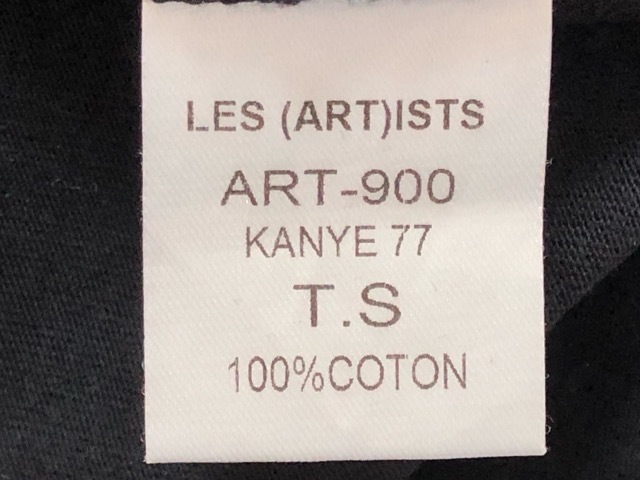 LES (ART)ISTS
ART-900
KANYE 77
T.S
100%COTON